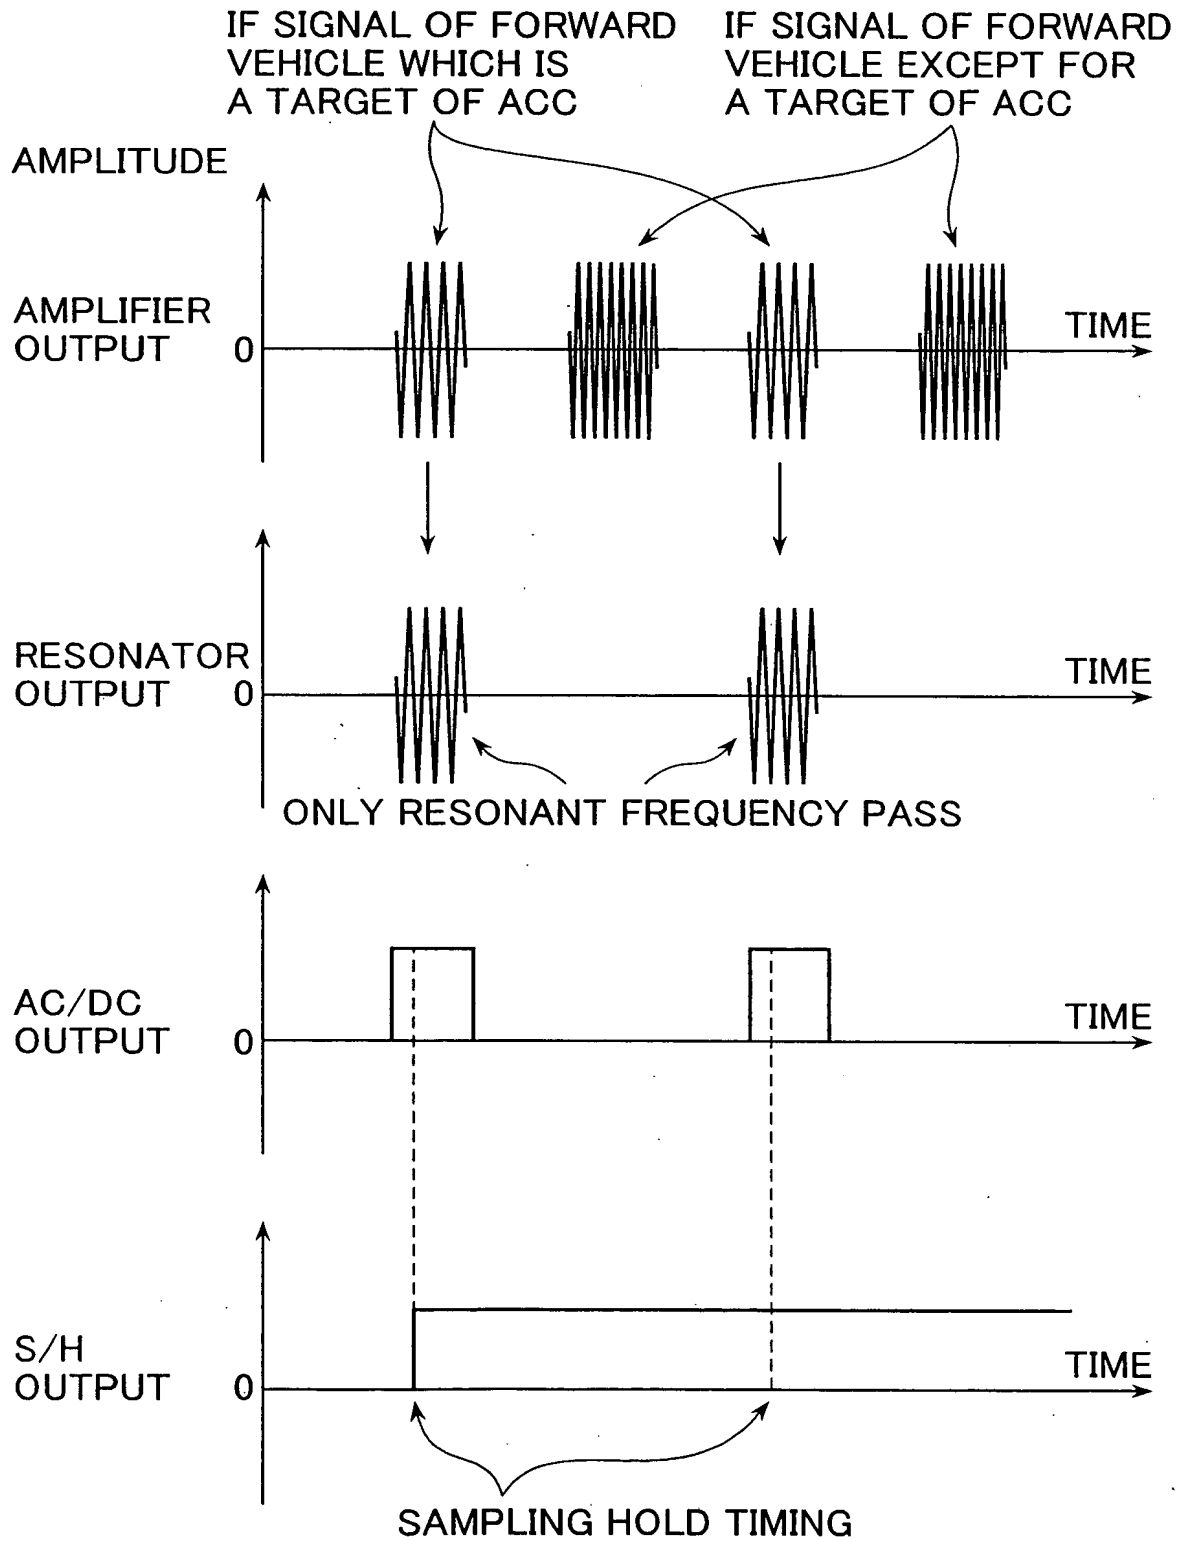 IF SIGNAL OF FORWARD
VEHICLE WHICH IS
A TARGET OF ACC
IF SIGNAL OF FORWARD
VEHICLE EXCEPT FOR
A TARGET OF ACC
AMPLITUDE
AMPLIFIER
OUTPUT
0
TIME
RESONATOR
OUTPUT
0
TIME
ONLY RESONANT FREQUENCY PASS
AC/DC
OUTPUT
0
TIME
S/H
OUTPUT
0
TIME
SAMPLING HOLD TIMING